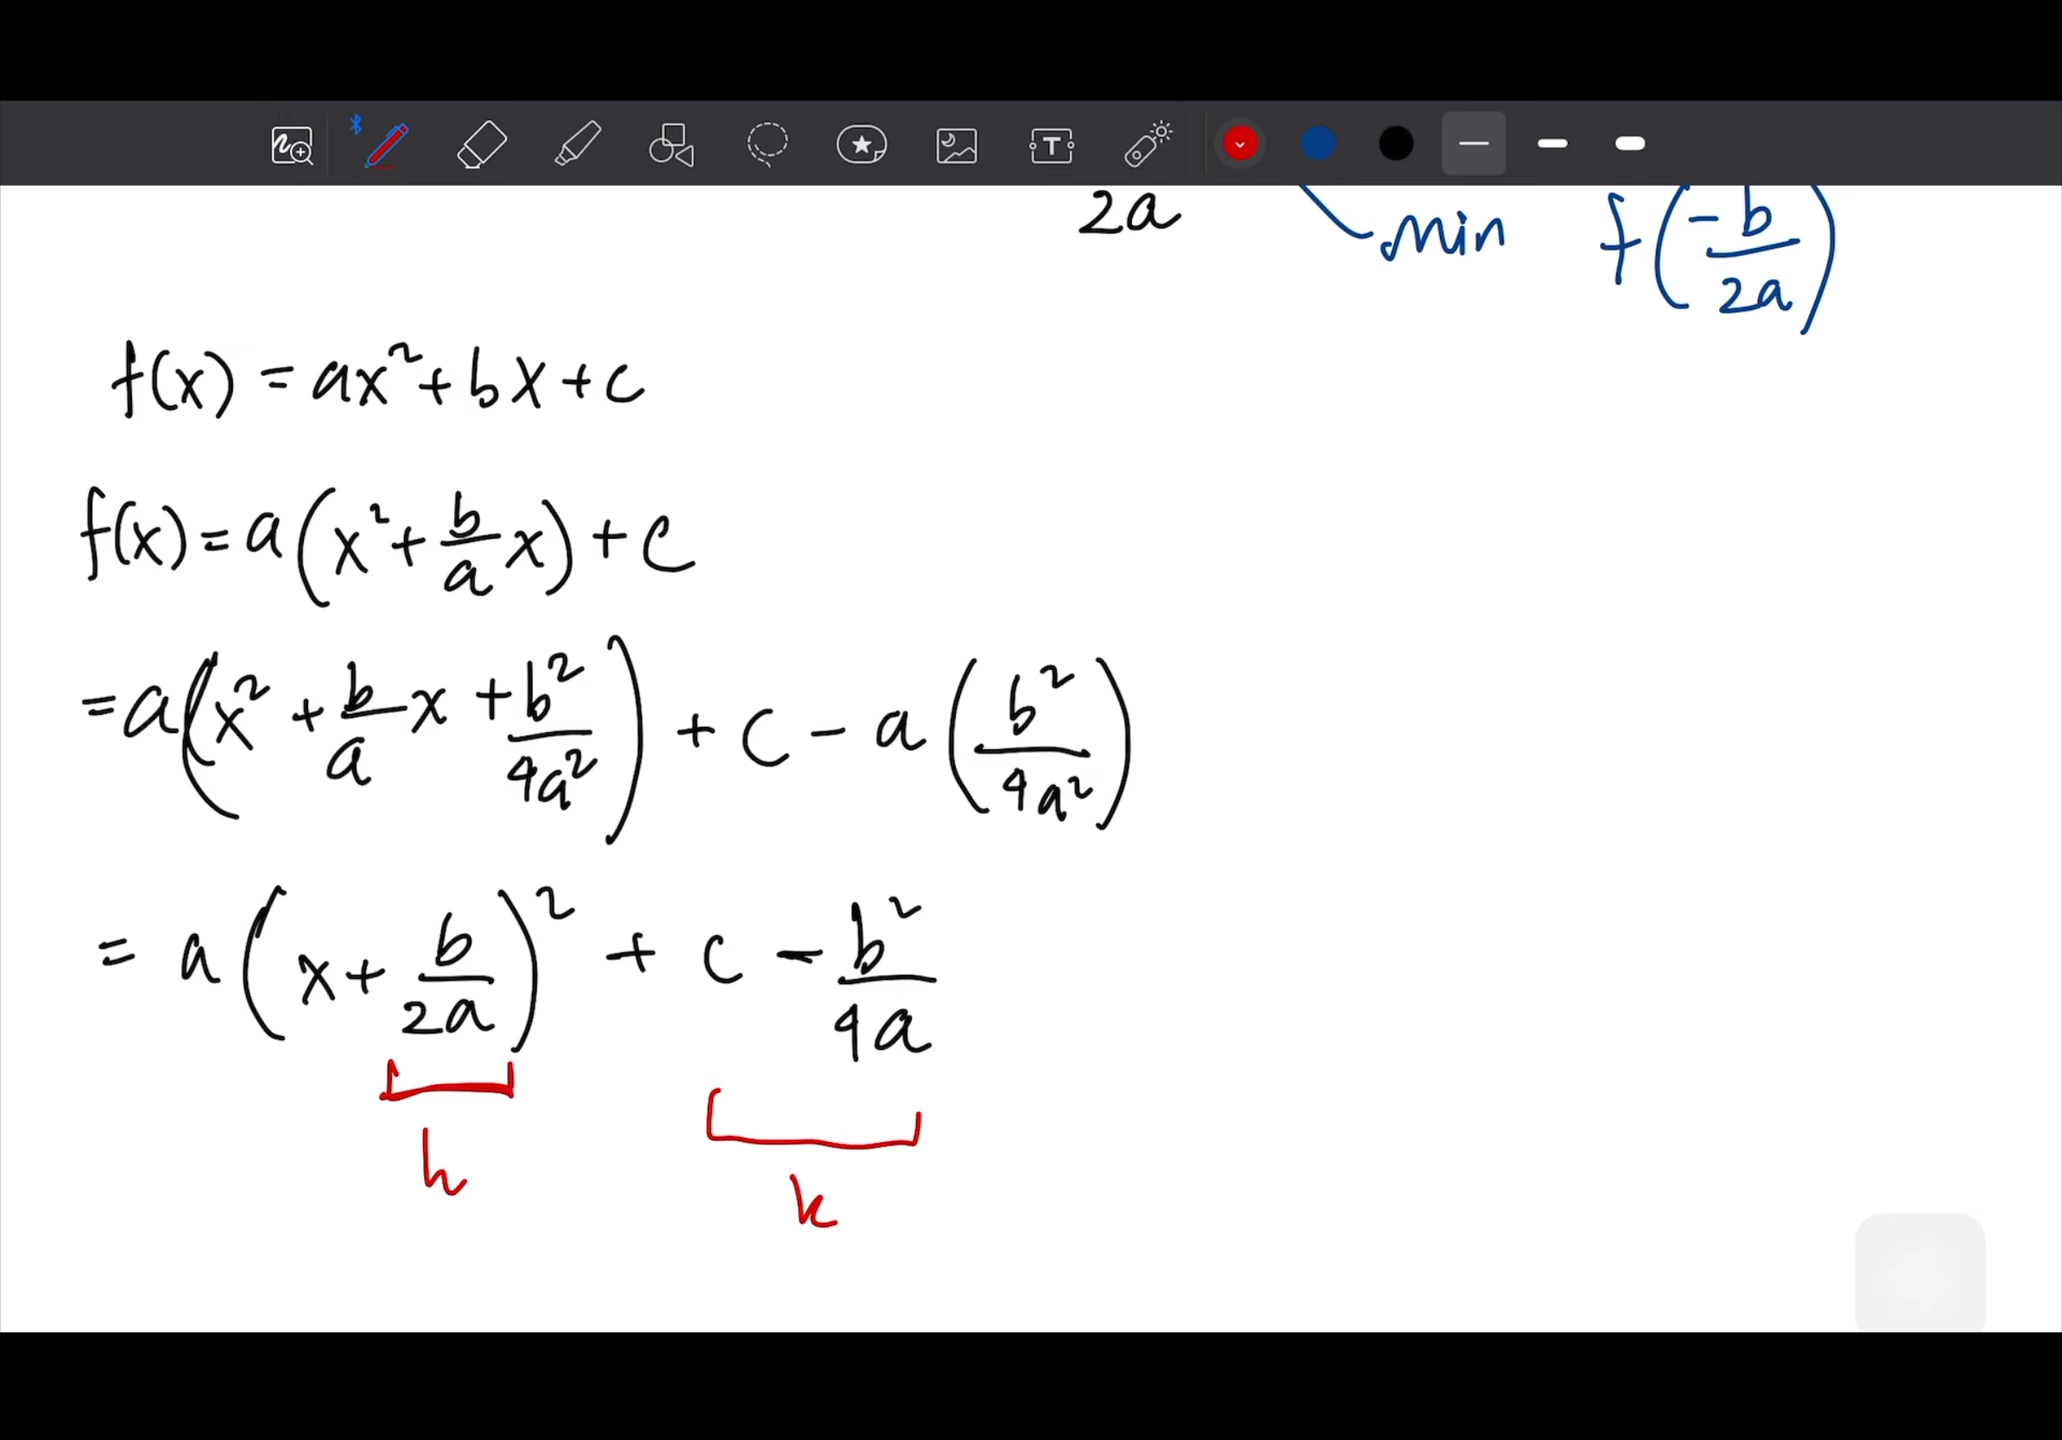 2a min f(-b/2a)
f(x) = ax² + bx + c
f(x) = a(x² + b/a x) + c
= a(x² + b/a x + b²/4a²) + c - a(b²/4a²)
= a(x + b/2a)² + c - b²/4a
h
k